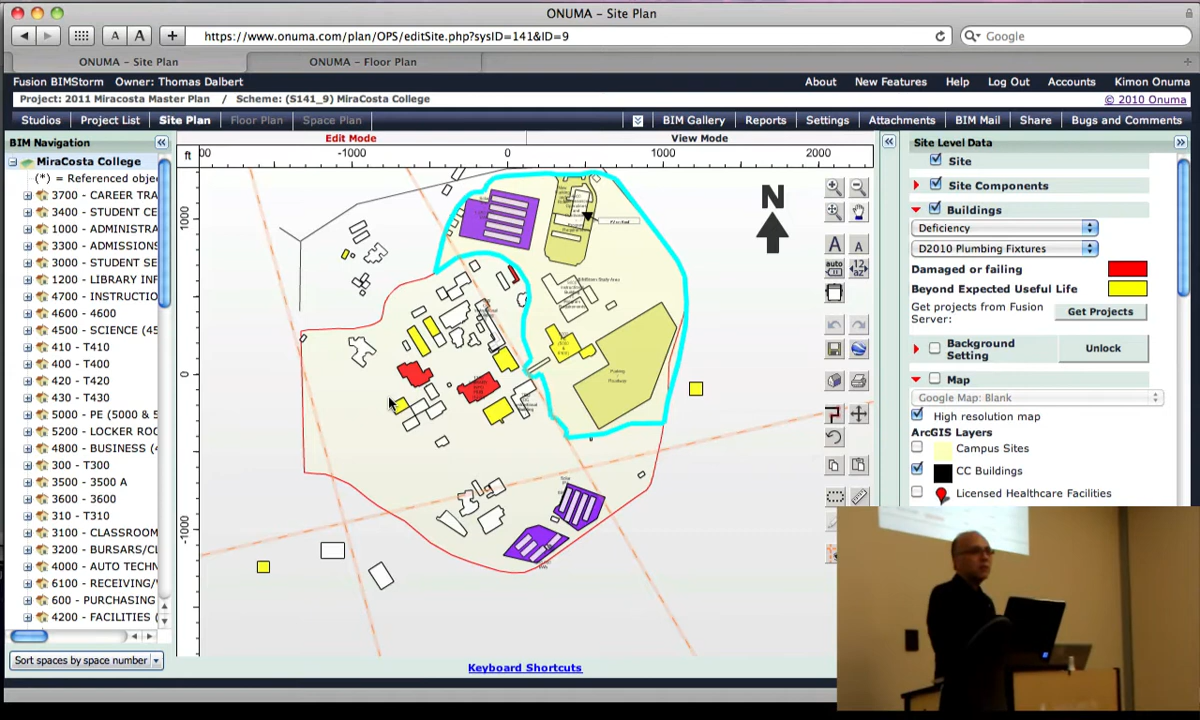 ONUMA – Site Plan
https://www.onuma.com/plan/OPS/editSite.php?sysID=141&ID=9
Google
ONUMA – Site Plan
ONUMA – Floor Plan
Fusion BIMStorm Owner: Thomas Dalbert
About New Features Help Log Out Accounts Kimon Onuma
Project: 2011 Miracosta Master Plan / Scheme: (S141_9) MiraCosta College
© 2010 Onuma
Studios Project List Site Plan Floor Plan Space Plan
BIM Gallery Reports Settings Attachments BIM Mail Share Bugs and Comments
BIM Navigation
MiraCosta College
(*) = Referenced obje
3700 - CAREER TRA
3400 - STUDENT CE
1000 - ADMINISTRA
3300 - ADMISSIONS
3000 - STUDENT SE
1200 - LIBRARY INF
4700 - INSTRUCTIO
4600 - 4600
4500 - SCIENCE (45
410 - T410
400 - T400
420 - T420
430 - T430
5000 - PE (5000 & 5
5200 - LOCKER ROO
4800 - BUSINESS (4
300 - T300
3500 - 3500 A
3600 - 3600
310 - T310
3100 - CLASSROOM
3200 - BURSARS/CL
4000 - AUTO TECHN
6100 - RECEIVING/
600 - PURCHASING
4200 - FACILITIES (
Sort spaces by space number
Edit Mode
View Mode
ft
00 -1000 0 1000 2000
1000
0
-1000
N
Parking
Roadway
A A
auto
12
az
Keyboard Shortcuts
Site Level Data
Site
Site Components
Buildings
Deficiency
D2010 Plumbing Fixtures
Damaged or failing
Beyond Expected Useful Life
Get projects from Fusion
Server:
Get Projects
Background
Setting
Unlock
Map
Google Map: Blank
High resolution map
ArcGIS Layers
Campus Sites
CC Buildings
Licensed Healthcare Facilities